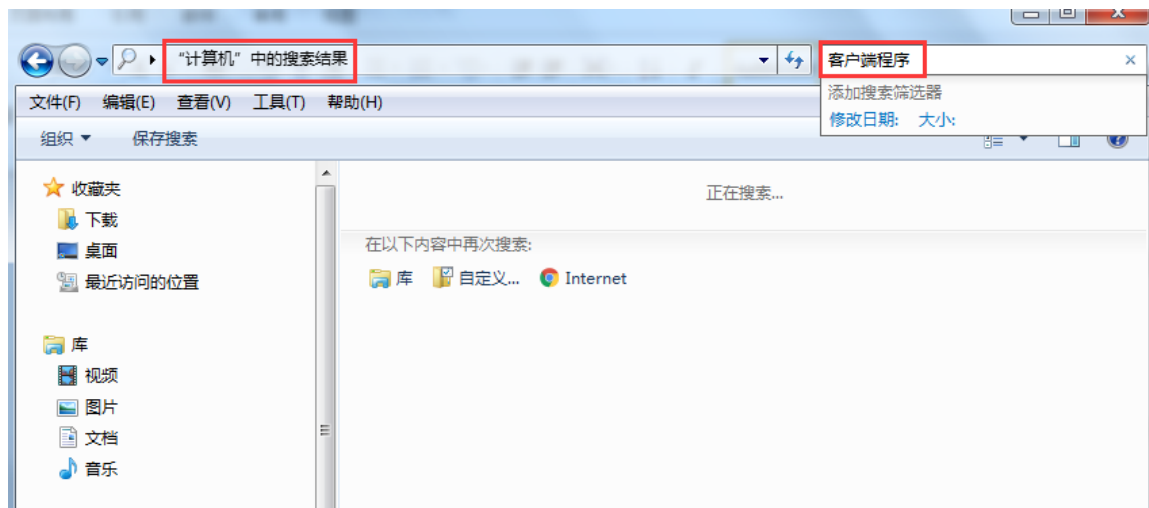 “计算机” 中的搜索结果
客户端程序
添加搜索筛选器
修改日期: 大小:
文件(F) 编辑(E) 查看(V) 工具(T) 帮助(H)
组织 保存搜索
收藏夹
下载
桌面
最近访问的位置
库
视频
图片
文档
音乐
正在搜索...
在以下内容中再次搜索:
库 自定义... Internet